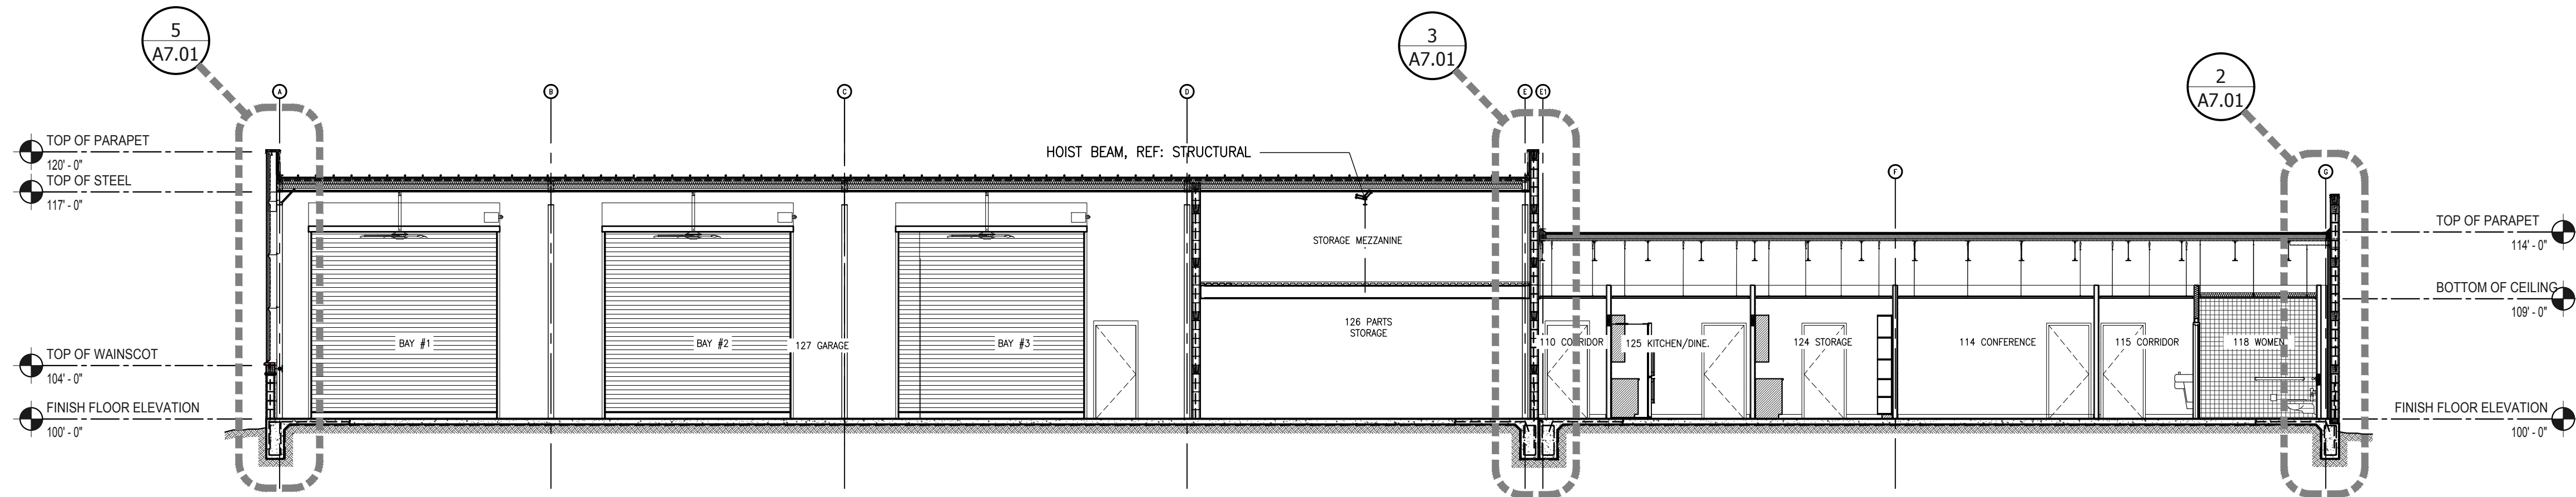 5
A7.01
3
A7.01
2
A7.01
A
B
C
D
E
E1
F
G
TOP OF PARAPET
120' - 0"
TOP OF STEEL
117' - 0"
TOP OF WAINSCOT
104' - 0"
FINISH FLOOR ELEVATION
100' - 0"
HOIST BEAM, REF: STRUCTURAL
STORAGE MEZZANINE
BAY #1
BAY #2
127 GARAGE
BAY #3
126 PARTS
STORAGE
110 CORRIDOR
125 KITCHEN/DINE.
124 STORAGE
114 CONFERENCE
115 CORRIDOR
118 WOMEN
TOP OF PARAPET
114' - 0"
BOTTOM OF CEILING
109' - 0"
FINISH FLOOR ELEVATION
100' - 0"